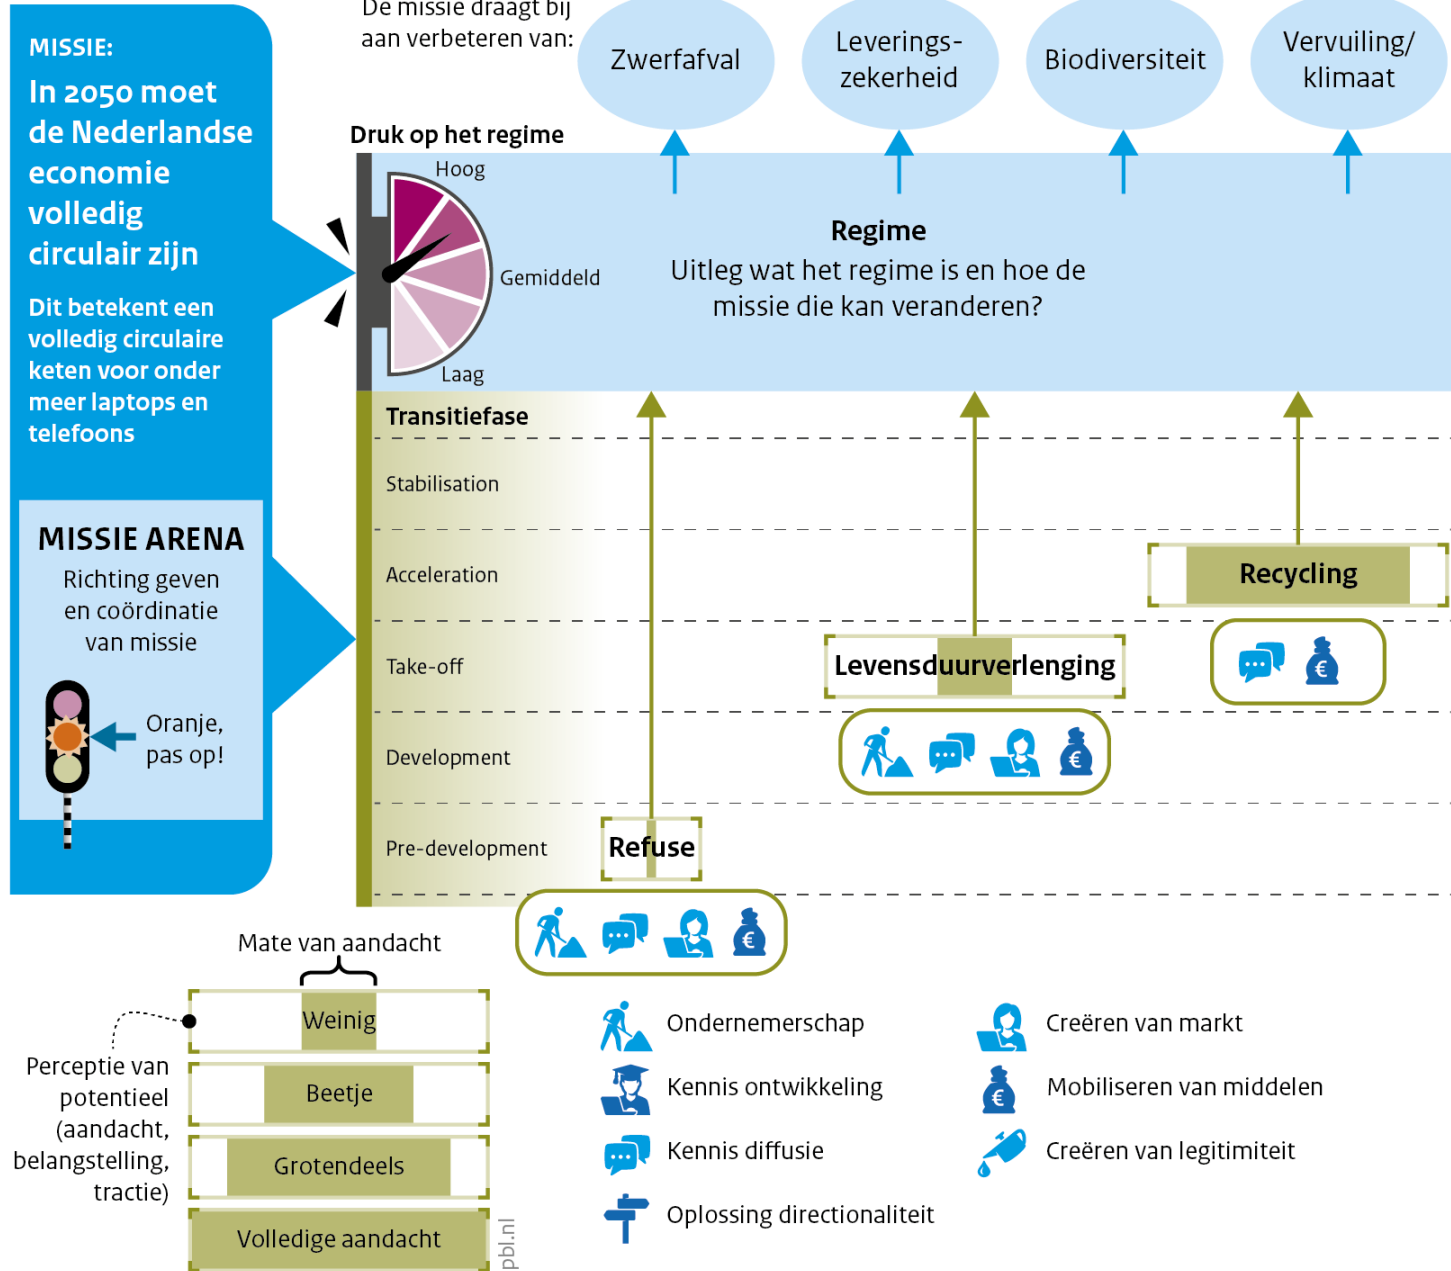 De missie draagt bij
aan verbeteren van:
Zwerfafval
Leverings-
zekerheid
Biodiversiteit
Vervuiling/
klimaat
MISSIE:
In 2050 moet
de Nederlandse
economie
volledig
circulair zijn
Dit betekent een
volledig circulaire
keten voor onder
meer laptops en
telefoons
Druk op het regime
Hoog
Gemiddeld
Laag
Regime
Uitleg wat het regime is en hoe de
missie die kan veranderen?
MISSIE ARENA
Richting geven
en coördinatie
van missie
Oranje,
pas op!
Transitiefase
Stabilisation
Acceleration
Recycling
€
Take-off
Levensduurverlenging
Development
€
Pre-development
Refuse
€
Mate van aandacht
Weinig
Beetje
Grotendeels
Volledige aandacht
Perceptie van
potentieel
(aandacht,
belangstelling,
tractie)
pbl.nl
Ondernemerschap
Kennis ontwikkeling
Kennis diffusie
Oplossing directionaliteit
Creëren van markt
€
Mobiliseren van middelen
Creëren van legitimiteit